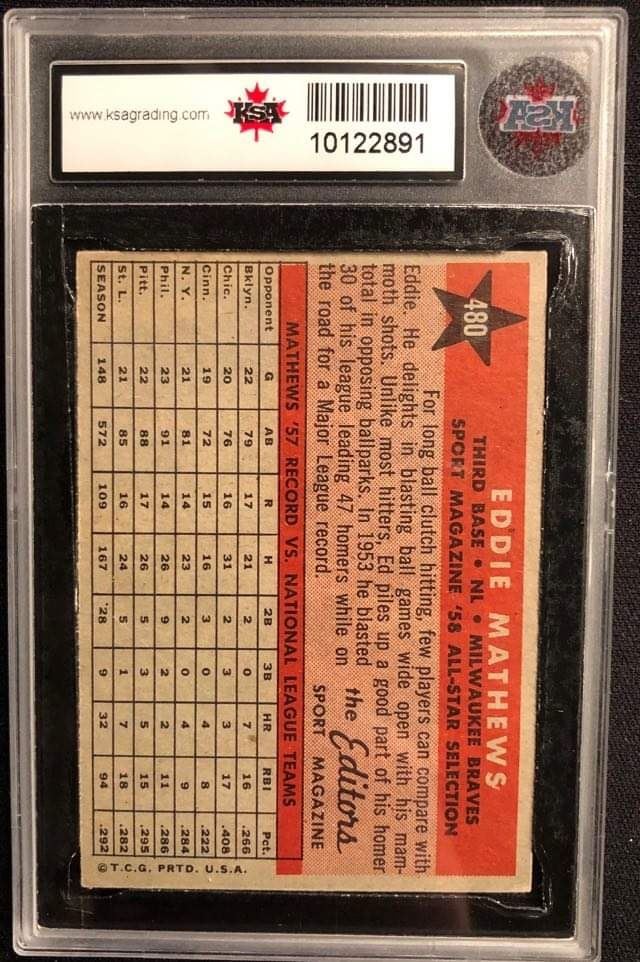 www.ksagrading.com
KSA
10122891
KSA
480
EDDIE MATHEWS
THIRD BASE • NL • MILWAUKEE BRAVES
SPORT MAGAZINE '58 ALL-STAR SELECTION
For long ball clutch hitting, few players can compare with
Eddie. He delights in blasting ball games wide open with his mam-
moth shots. Unlike most hitters, Ed piles up a good part of his homer
total in opposing ballparks. In 1953 he blasted
30 of his league leading 47 homers while on
the road for a Major League record.
the Editors
SPORT MAGAZINE
MATHEWS '57 RECORD VS. NATIONAL LEAGUE TEAMS
Opponent G AB R H 2B 3B HR RBI Pct.
Bklyn. 22 79 17 21 2 0 7 16 .266
Chic. 20 76 16 31 2 3 3 17 .408
Cinn. 19 72 15 16 3 0 4 8 .222
N. Y. 21 81 14 23 2 0 4 9 .284
Phil. 23 91 14 26 9 2 2 11 .286
Pitt. 22 88 17 26 5 3 5 15 .295
St. L. 21 85 16 24 5 1 7 18 .282
SEASON 148 572 109 167 28 9 32 94 .292
© T.C.G. PRTD. U.S.A.